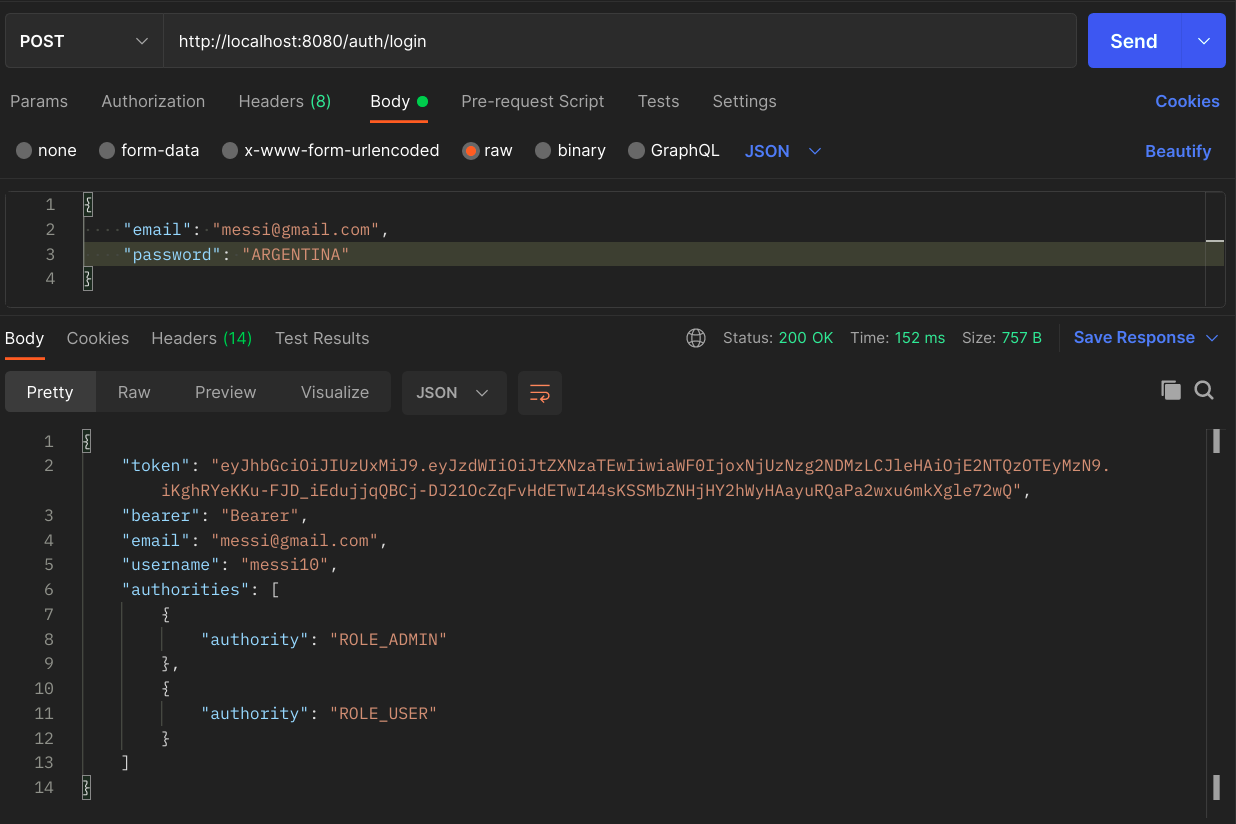 POST http://localhost:8080/auth/login Send
Params Authorization Headers (8) Body Pre-request Script Tests Settings Cookies
none form-data x-www-form-urlencoded raw binary GraphQL JSON Beautify
1 {
2 "email": "messi@gmail.com",
3 "password": "ARGENTINA"
4 }
Body Cookies Headers (14) Test Results Status: 200 OK Time: 152 ms Size: 757 B Save Response
Pretty Raw Preview Visualize JSON
1 {
2 "token": "eyJhbGciOiJIUzUxMiJ9.eyJzdWIiOiJtZXNzaTEwIiwiaWF0IjoxNjUzNzg2NDMzLCJleHAiOjE2NTQzOTEyMzN9.
iKghRYeKKu-FJD_iEdujjqQBCj-DJ21OcZqFvHdETwI44sKSSMbZNHjHY2hWyHAayuRQaPa2wxu6mkXgle72wQ",
3 "bearer": "Bearer",
4 "email": "messi@gmail.com",
5 "username": "messi10",
6 "authorities": [
7 {
8 "authority": "ROLE_ADMIN"
9 },
10 {
11 "authority": "ROLE_USER"
12 }
13 ]
14 }